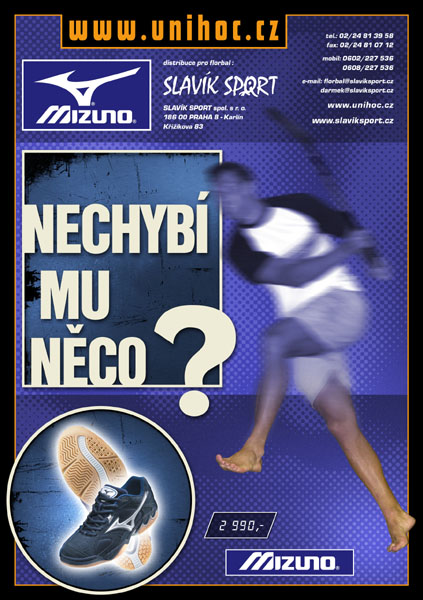 www.unihoc.cz
MIZUNO®
distribuce pro florbal :
SLAVÍK SPORT
SLAVÍK SPORT spol. s r. o.
186 00 PRAHA 8 - Karlín
Křižíkova 83
tel.: 02/24 81 39 58
fax: 02/24 81 07 12
mobil: 0602/227 536
0608/227 536
e-mail: florbal@slaviksport.cz
darmek@slaviksport.cz
www.unihoc.cz
www.slaviksport.cz
NECHYBÍ
MU
NĚCO ?
2 990,-
MIZUNO®